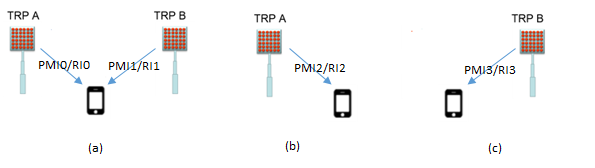 TRP A
TRP B
TRP A
TRP B
PMI0/RI0
PMI1/RI1
PMI2/RI2
PMI3/RI3
(a)
(b)
(c)